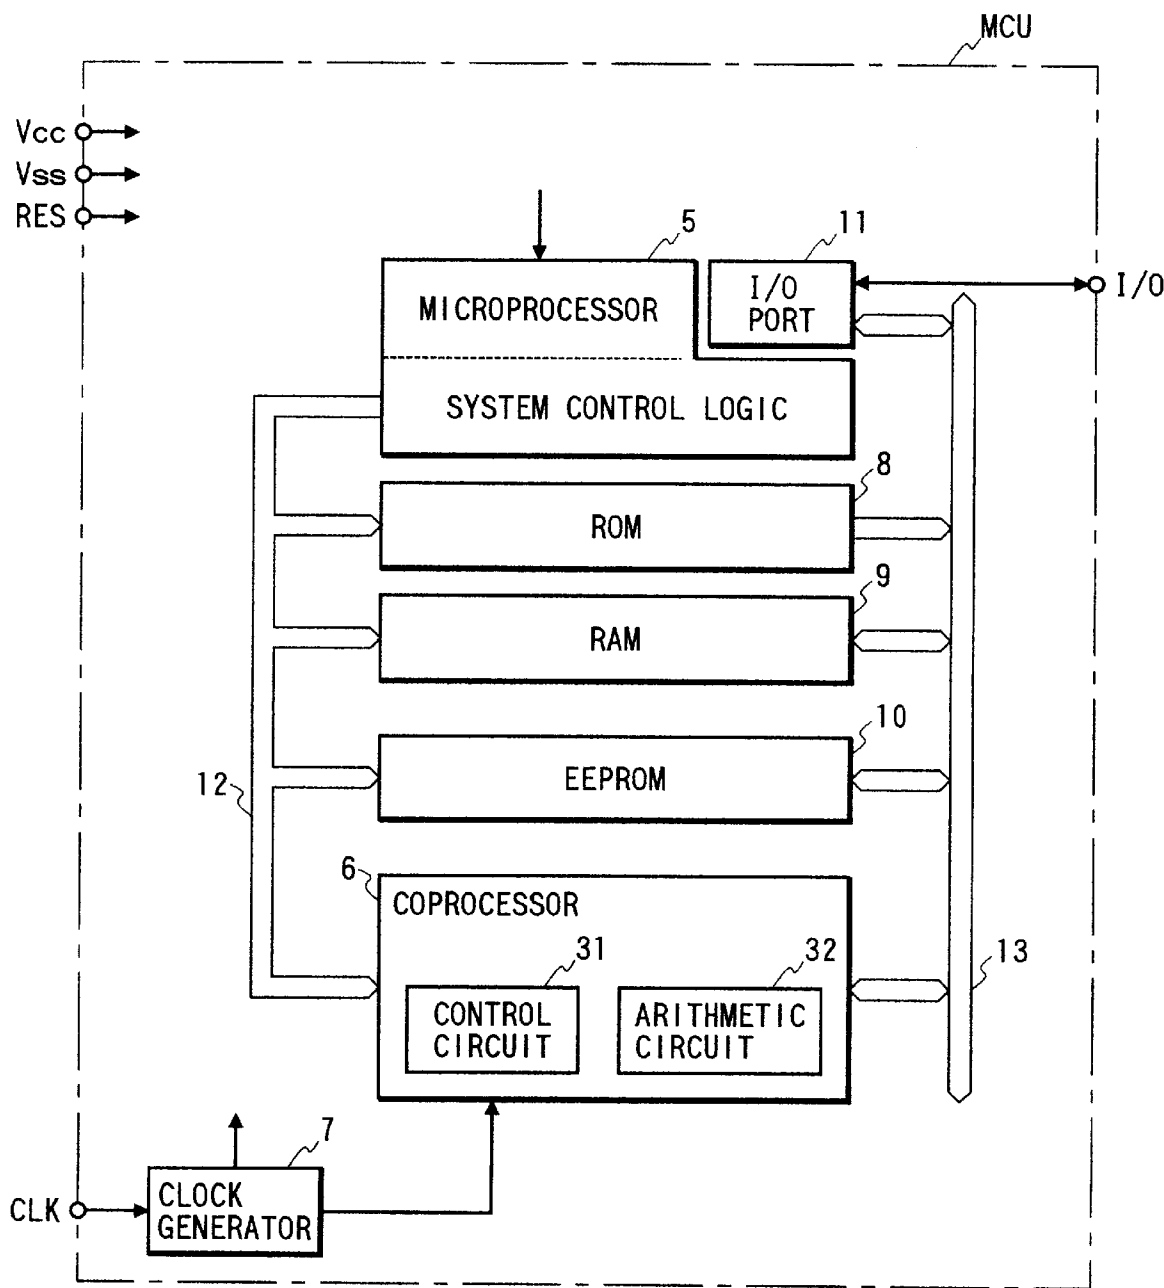 MCU
Vcc
Vss
RES
5
11
MICROPROCESSOR
I/O
PORT
I/O
SYSTEM CONTROL LOGIC
8
ROM
9
RAM
10
EEPROM
12
6
COPROCESSOR
31
32
13
CONTROL
CIRCUIT
ARITHMETIC
CIRCUIT
7
CLK
CLOCK
GENERATOR